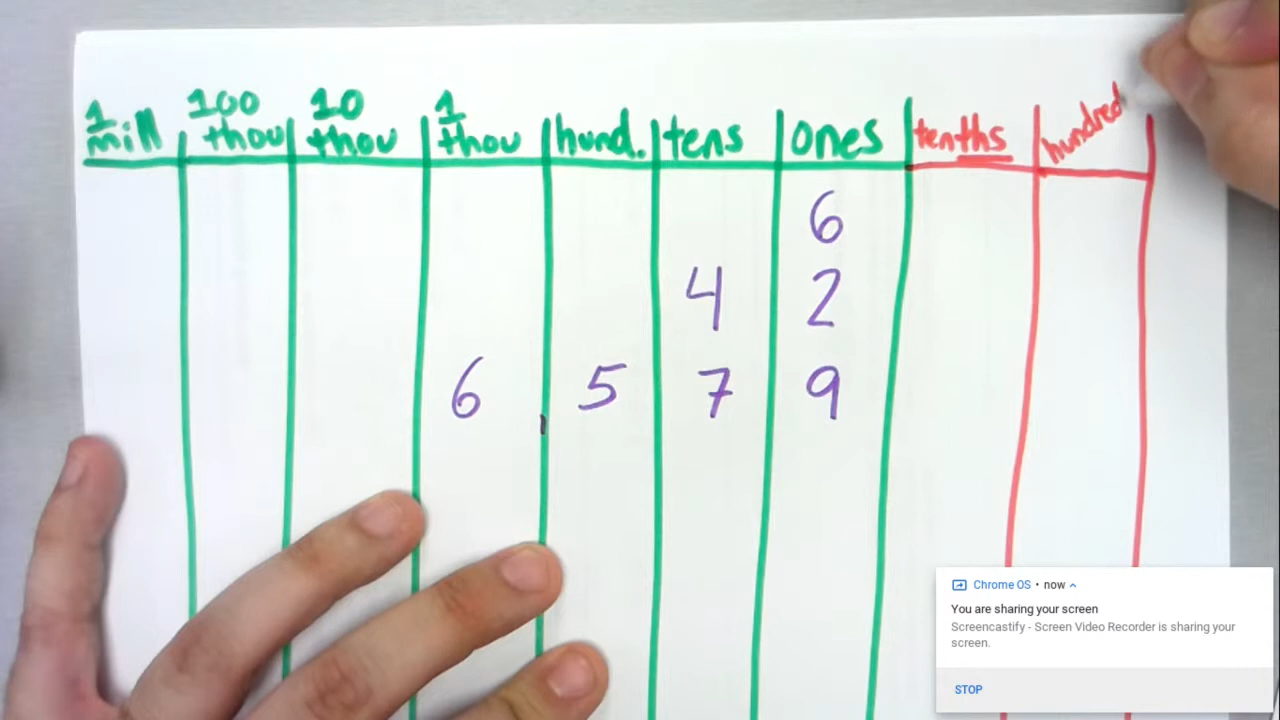 1 mill 100 thou 10 thou 1 thou hund. tens ones tenths hundred
6
4 2
6 , 5 7 9
Chrome OS • now
You are sharing your screen
Screencastify - Screen Video Recorder is sharing your
screen.
STOP